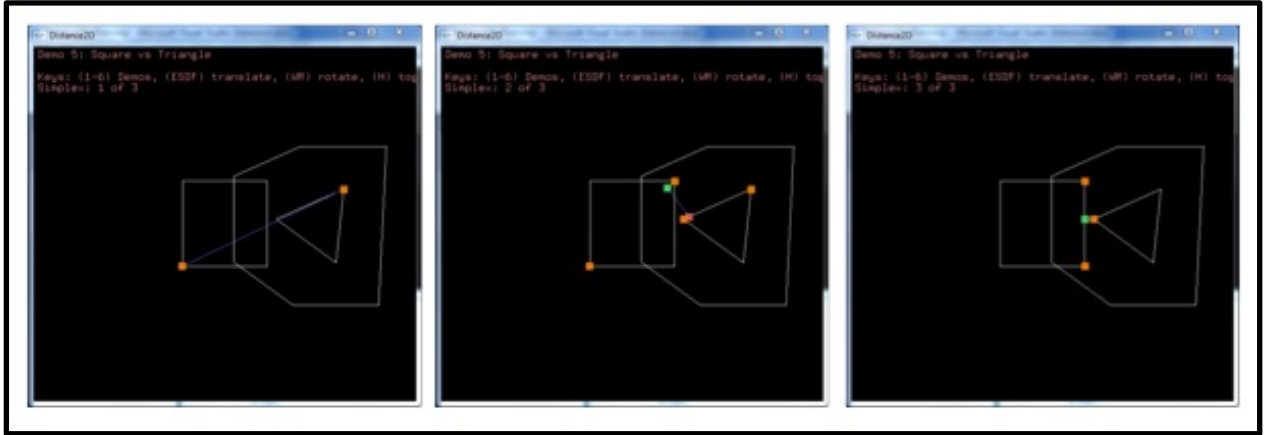 Distance2D
Demo 5: Square vs Triangle
Keys: (1-6) Demos, (ESDF) translate, (WR) rotate, (H) tog
Simplex: 1 of 3
Distance2D
Demo 5: Square vs Triangle
Keys: (1-6) Demos, (ESDF) translate, (WR) rotate, (H) tog
Simplex: 2 of 3
Distance2D
Demo 5: Square vs Triangle
Keys: (1-6) Demos, (ESDF) translate, (WR) rotate, (H) tog
Simplex: 3 of 3